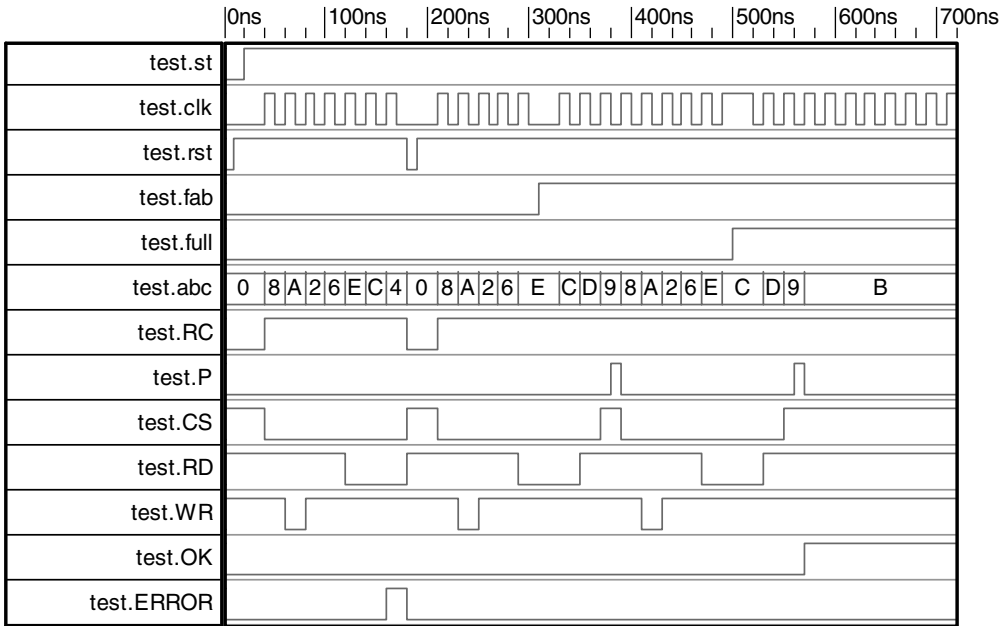 0ns 100ns 200ns 300ns 400ns 500ns 600ns 700ns
test.st
test.clk
test.rst
test.fab
test.full
test.abc 0 8 A 2 6 E C 4 0 8 A 2 6 E C D 9 8 A 2 6 E C D 9 B
test.RC
test.P
test.CS
test.RD
test.WR
test.OK
test.ERROR